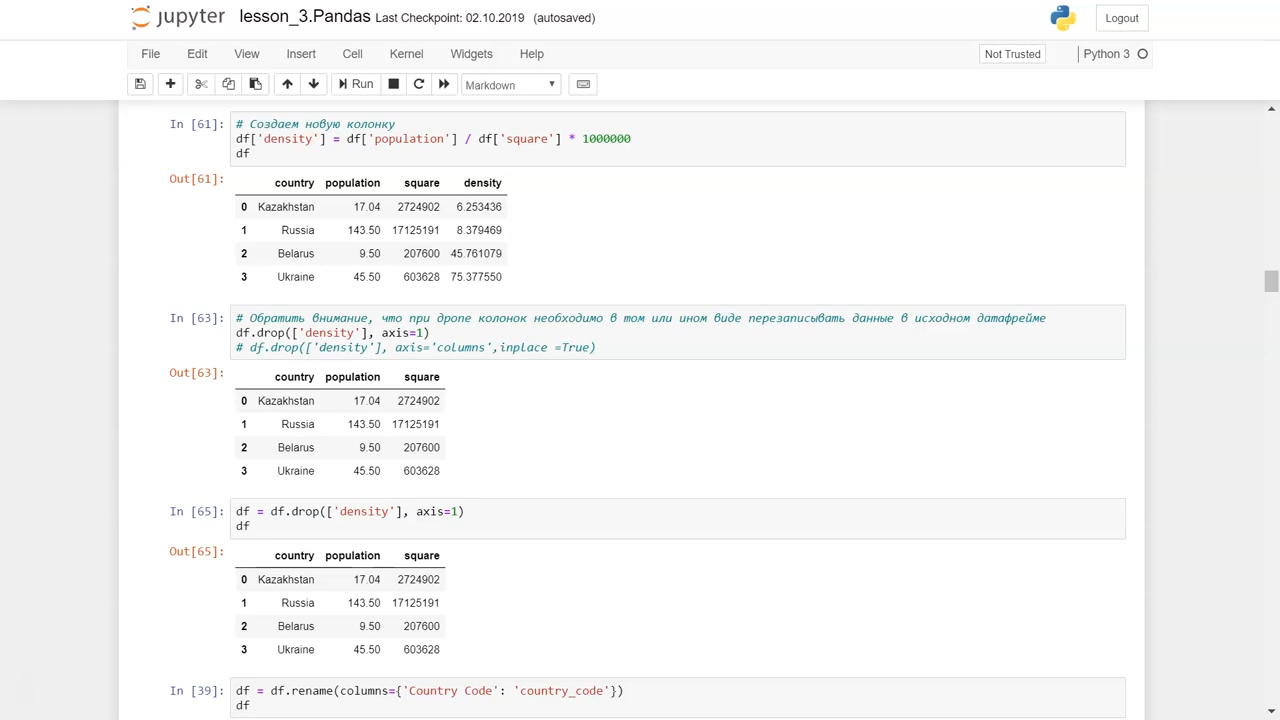 jupyter lesson_3.Pandas Last Checkpoint: 02.10.2019 (autosaved) Logout
File Edit View Insert Cell Kernel Widgets Help Not Trusted Python 3
Run Markdown
In [61]: # Создаем новую колонку
df['density'] = df['population'] / df['square'] * 1000000
df
Out[61]:
country population square density
0 Kazakhstan 17.04 2724902 6.253436
1 Russia 143.50 17125191 8.379469
2 Belarus 9.50 207600 45.761079
3 Ukraine 45.50 603628 75.377550
In [63]: # Обратить внимание, что при дропе колонок необходимо в том или ином виде перезаписывать данные в исходном датафрейме
df.drop(['density'], axis=1)
# df.drop(['density'], axis='columns',inplace =True)
Out[63]:
country population square
0 Kazakhstan 17.04 2724902
1 Russia 143.50 17125191
2 Belarus 9.50 207600
3 Ukraine 45.50 603628
In [65]: df = df.drop(['density'], axis=1)
df
Out[65]:
country population square
0 Kazakhstan 17.04 2724902
1 Russia 143.50 17125191
2 Belarus 9.50 207600
3 Ukraine 45.50 603628
In [39]: df = df.rename(columns={'Country Code': 'country_code'})
df